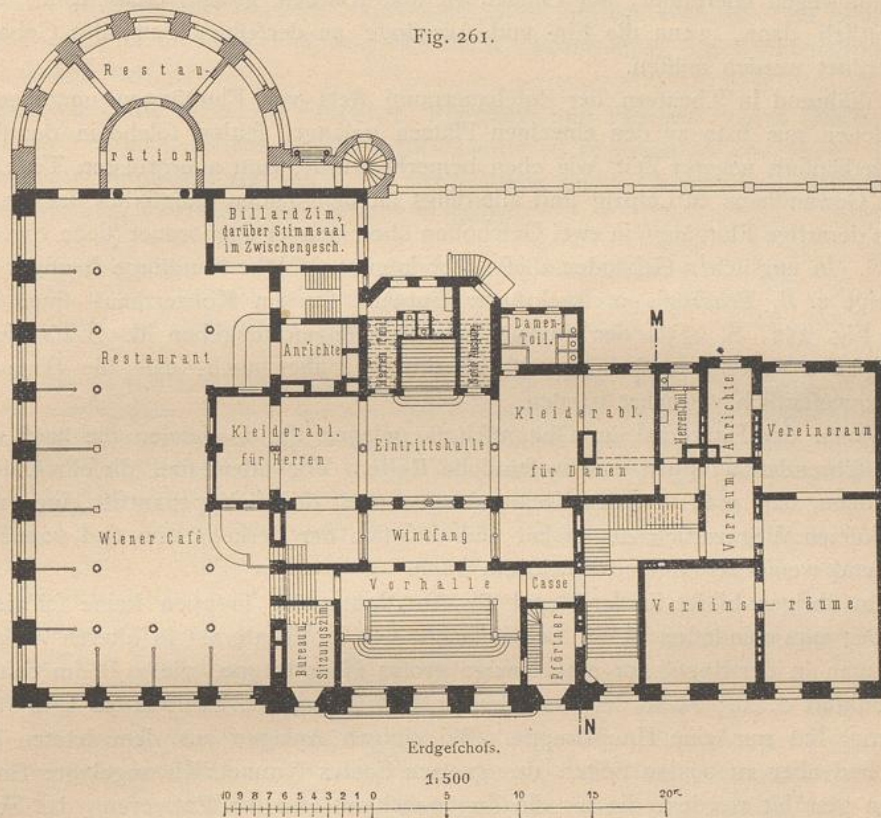 Fig. 261.
Restau-
ration
Billard Zim,
darüber Stimmsaal
im Zwischengesch.
Restaurant
Anrichte
Herren Toil.
Damen-
Toil.
M
Kleiderabl.
für Herren
Eintrittshalle
Kleiderabl.
für Damen
Herren Toil.
Anrichte
Vereinsraum
Wiener Café
Windfang
Vorraum
Vorhalle
Casse
Vereins-räume
Bureau u.
Sitzungszim.
Pförtner
N
Erdgeſchoſs.
1:500
10 9 8 7 6 5 4 3 2 1 0 5 10 15 20m